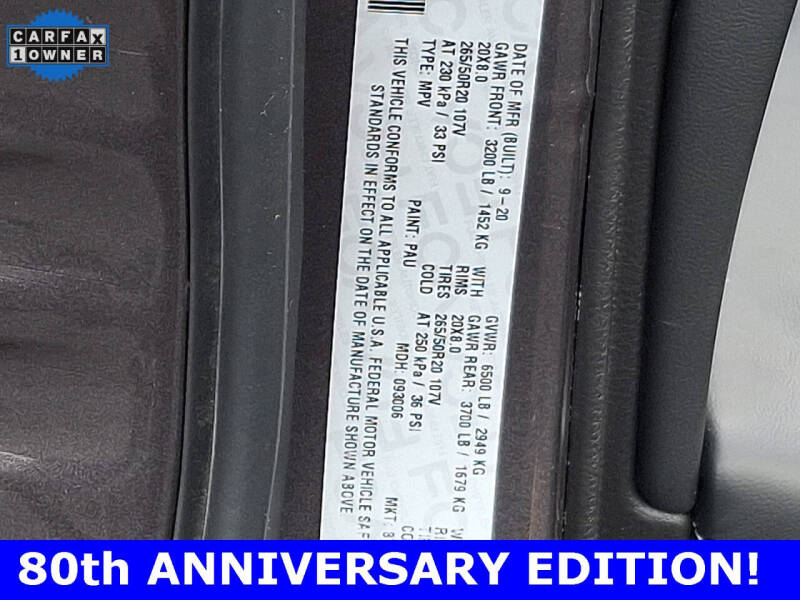 CARFAX
1 OWNER
DATE OF MFR (BUILT): 9-20 GVWR: 6500 LB / 2949 KG
GAWR FRONT: 3200 LB / 1452 KG WITH GAWR REAR: 3700 LB / 1679 KG
20X8.0 RIMS 20X8.0
265/50R20 107V TIRES 265/50R20 107V
AT 230 kPa / 33 PSI COLD AT 250 kPa / 36 PSI
TYPE: MPV PAINT: PAU MDH: 093006 MKT:
THIS VEHICLE CONFORMS TO ALL APPLICABLE U.S.A. FEDERAL MOTOR VEHICLE SAF
STANDARDS IN EFFECT ON THE DATE OF MANUFACTURE SHOWN ABOVE
80th ANNIVERSARY EDITION!